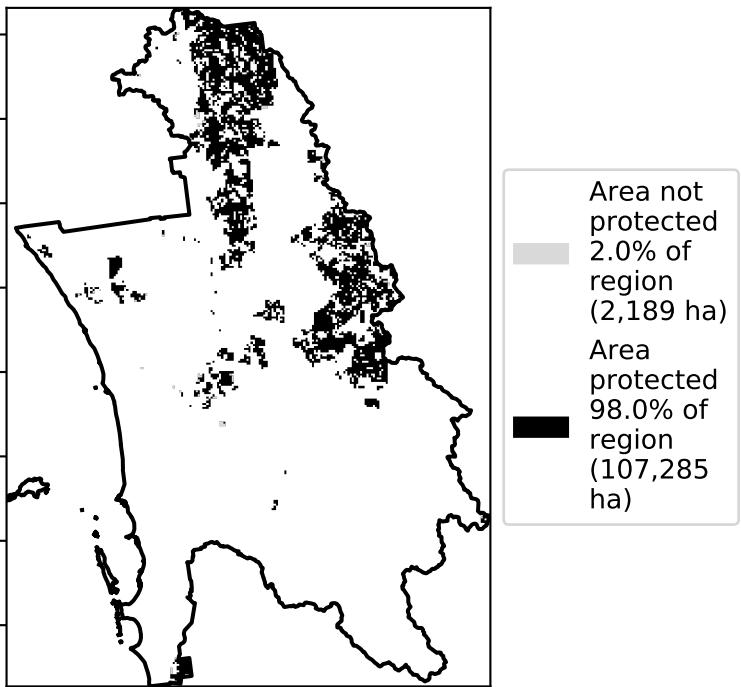 Area not
protected
2.0% of
region
(2,189 ha)
Area
protected
98.0% of
region
(107,285
ha)